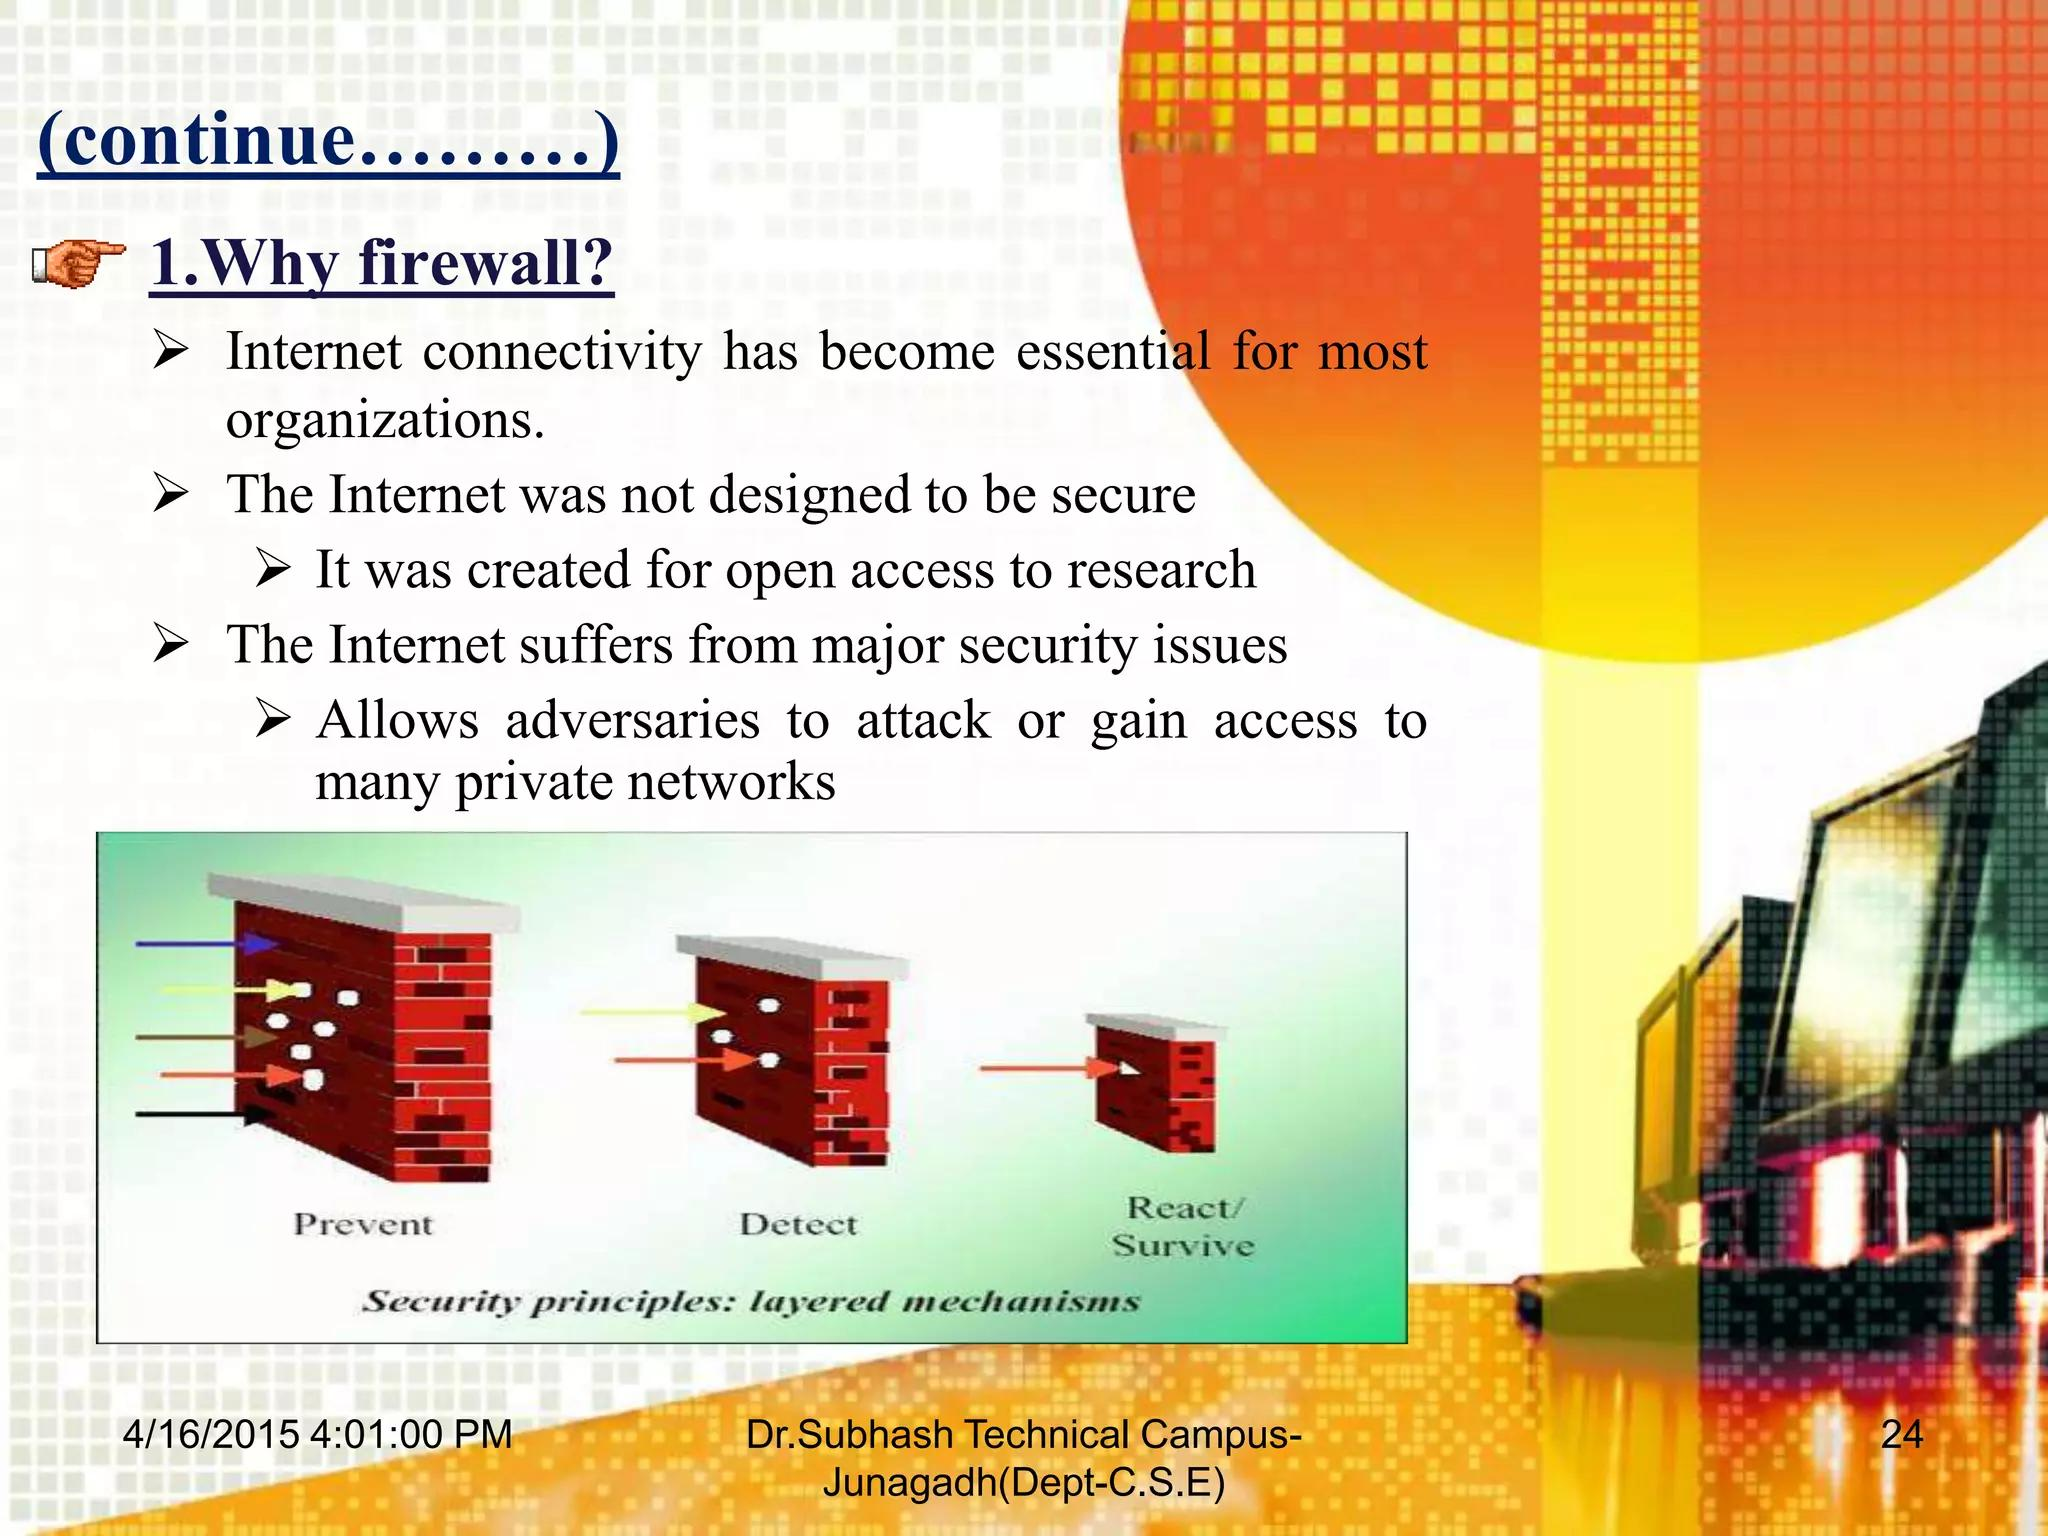 (continue………)
1.Why firewall?
➢ Internet connectivity has become essential for most
organizations.
➢ The Internet was not designed to be secure
➢ It was created for open access to research
➢ The Internet suffers from major security issues
➢ Allows adversaries to attack or gain access to
many private networks
Prevent
Detect
React/
Survive
Security principles: layered mechanisms
4/16/2015 4:01:00 PM
Dr.Subhash Technical Campus-
Junagadh(Dept-C.S.E)
24